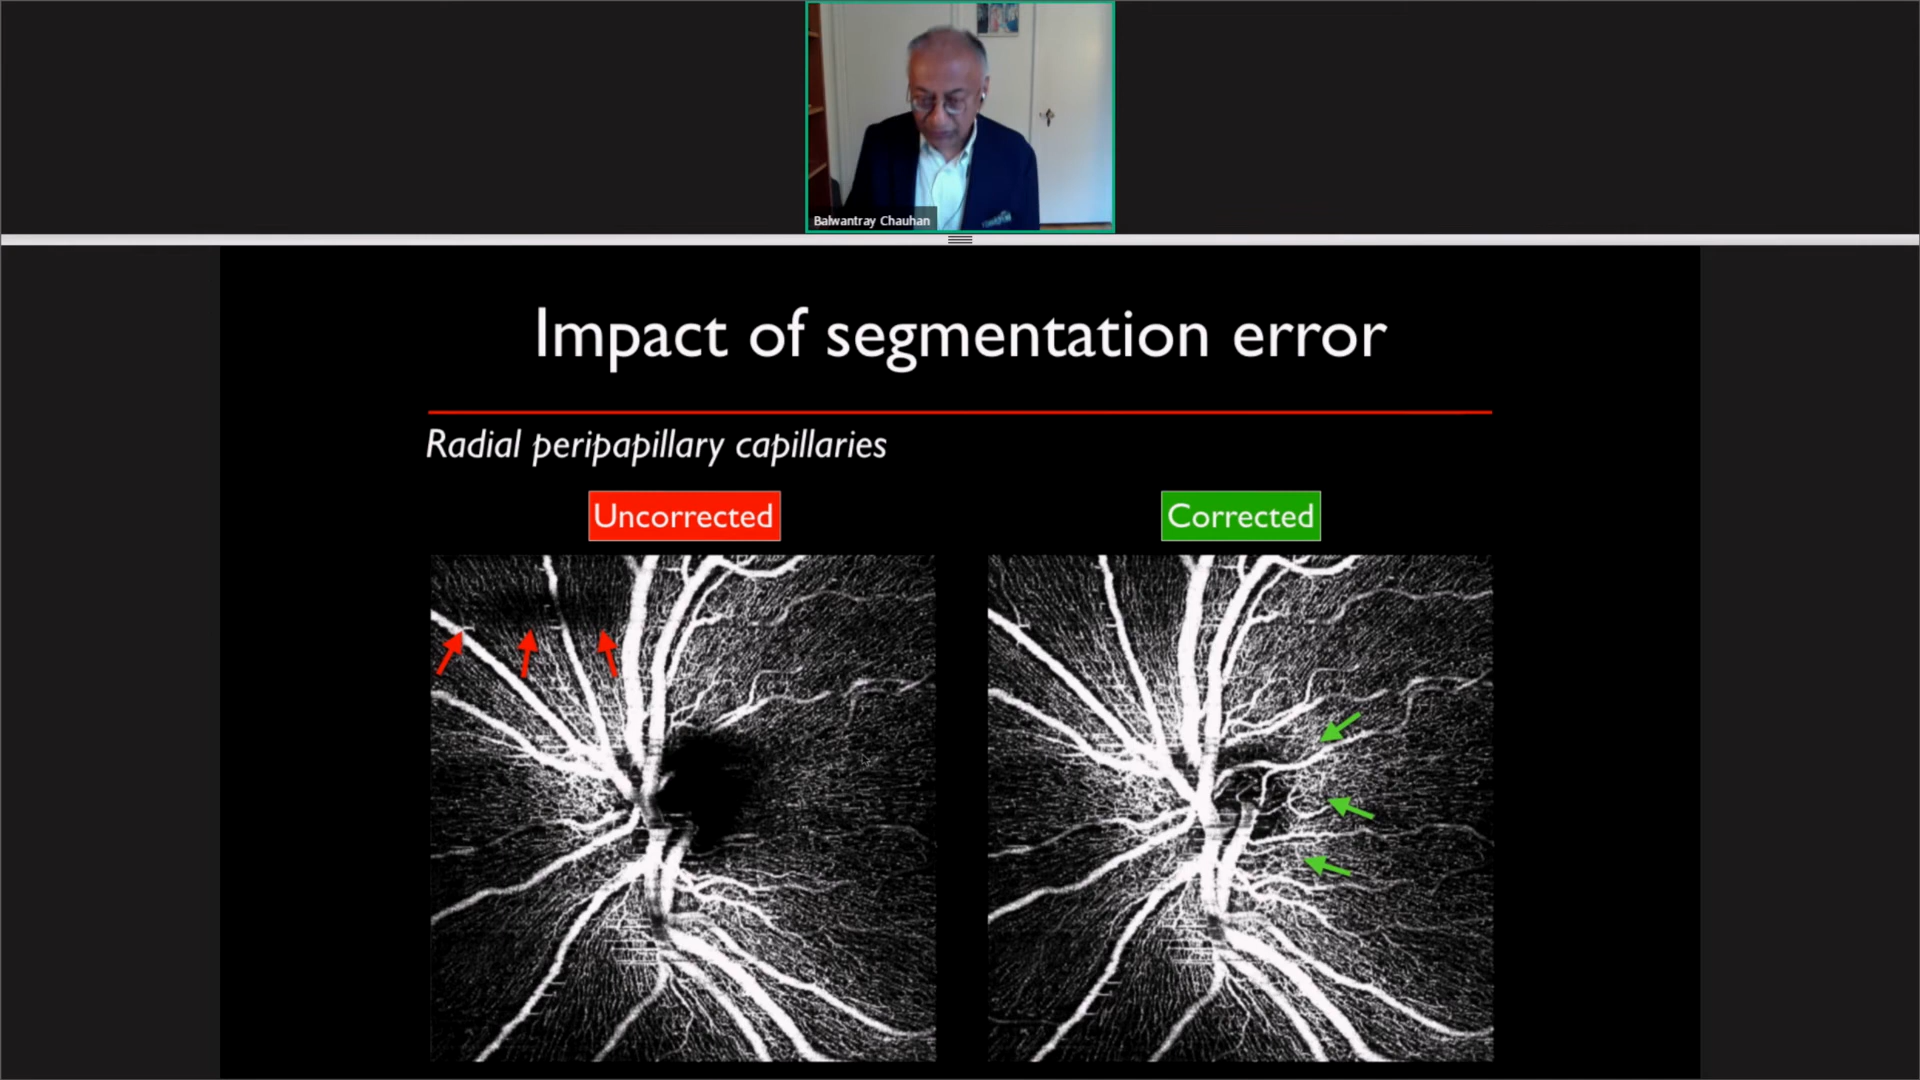 Balwantray Chauhan
Impact of segmentation error
Radial peripapillary capillaries
Uncorrected
Corrected